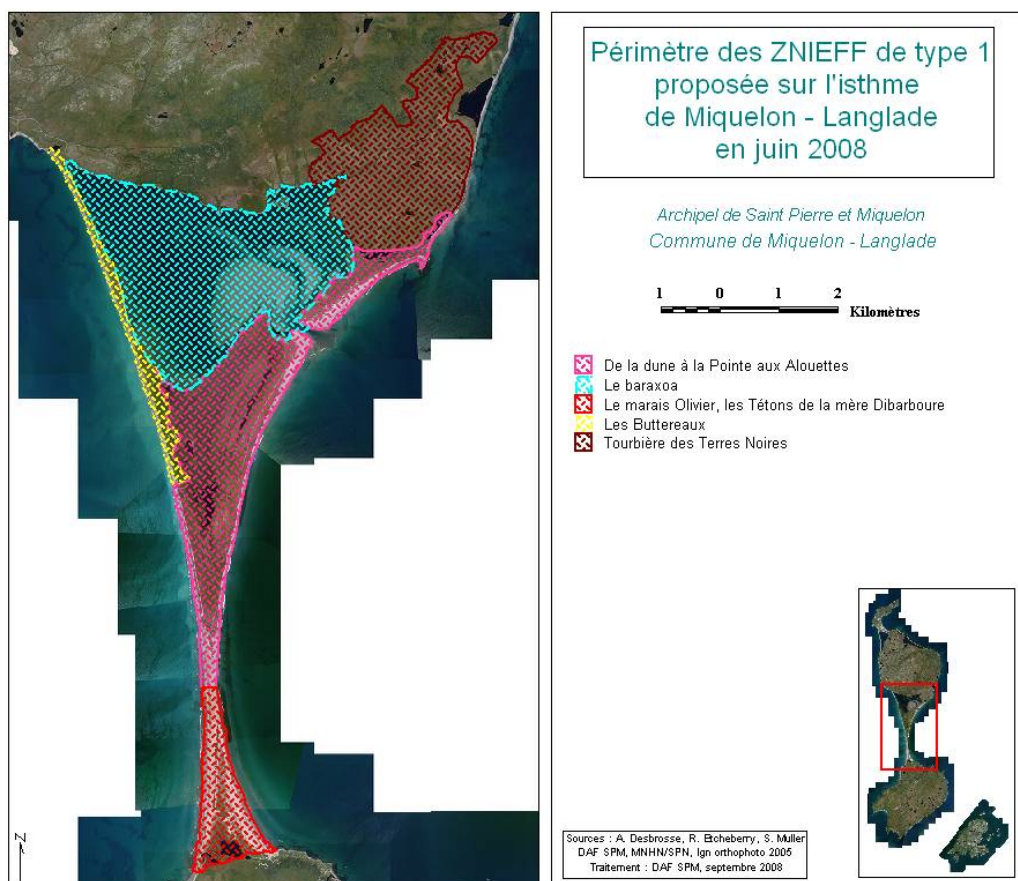 Périmètre des ZNIEFF de type 1
proposée sur l'isthme
de Miquelon - Langlade
en juin 2008
Archipel de Saint Pierre et Miquelon
Commune de Miquelon - Langlade
1 0 1 2 Kilomètres
De la dune à la Pointe aux Alouettes
Le baraxoa
Le marais Olivier, les Tétons de la mère Dibarboure
Les Buttereaux
Tourbière des Terres Noires
Sources : A. Desbrosse, R. Etcheberry, S. Muller
DAF SPM, MNHN/SPN, Ign orthophoto 2005
Traitement : DAF SPM, septembre 2008
N